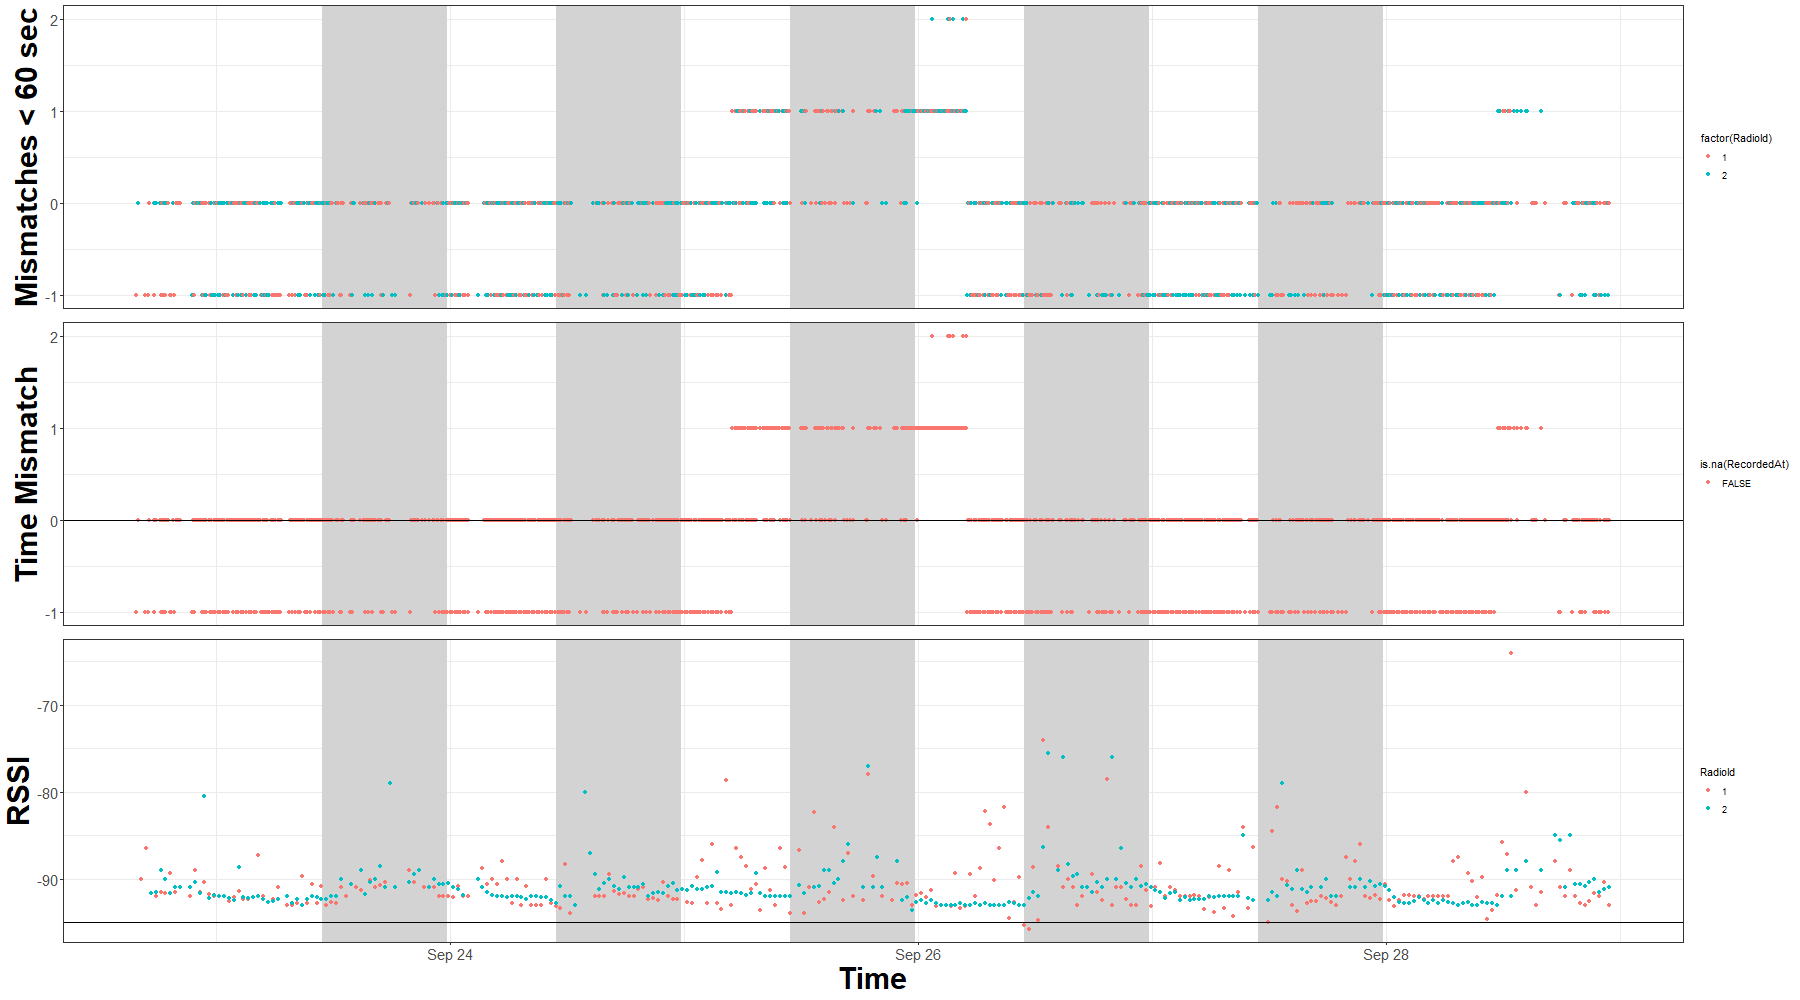 Mismatches < 60 sec
2
1
0
-1
factor(RadioId)
1
2
Time Mismatch
2
1
0
-1
is.na(RecordedAt)
FALSE
RSSI
-70
-80
-90
RadioId
1
2
Sep 24
Sep 26
Sep 28
Time